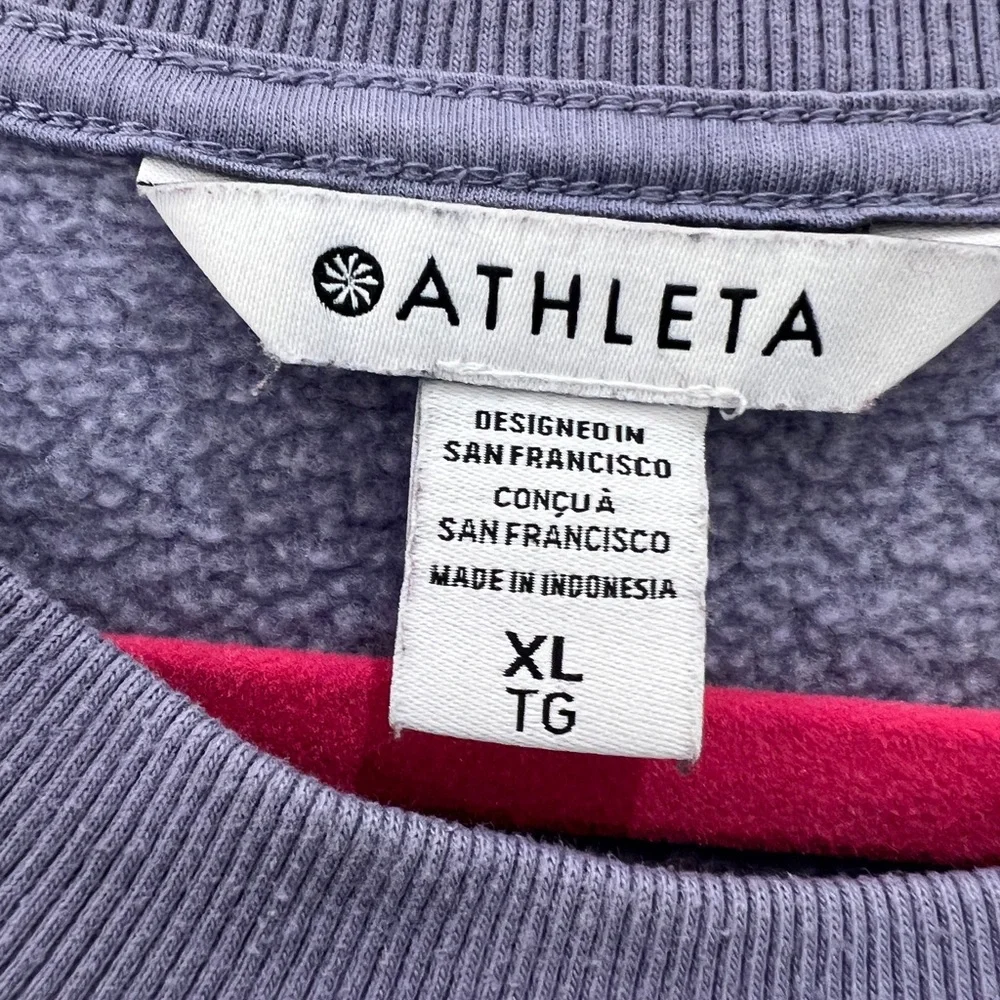 ATHLETA
DESIGNED IN
SAN FRANCISCO
CONÇU À
SAN FRANCISCO
MADE IN INDONESIA
XL
TG